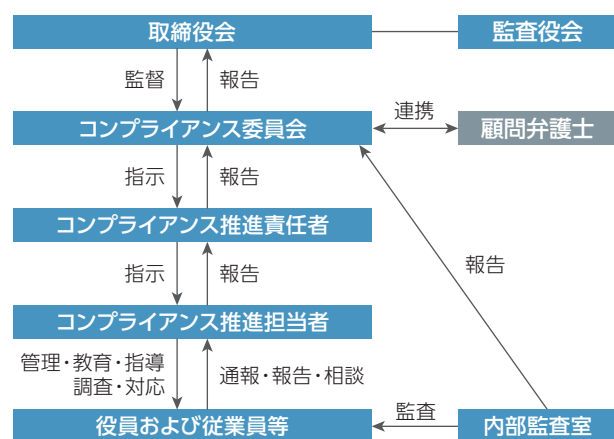 取締役会
監査役会
監督
報告
コンプライアンス委員会
連携
顧問弁護士
指示
報告
コンプライアンス推進責任者
指示
報告
報告
コンプライアンス推進担当者
管理・教育・指導
調査・対応
通報・報告・相談
役員および従業員等
監査
内部監査室